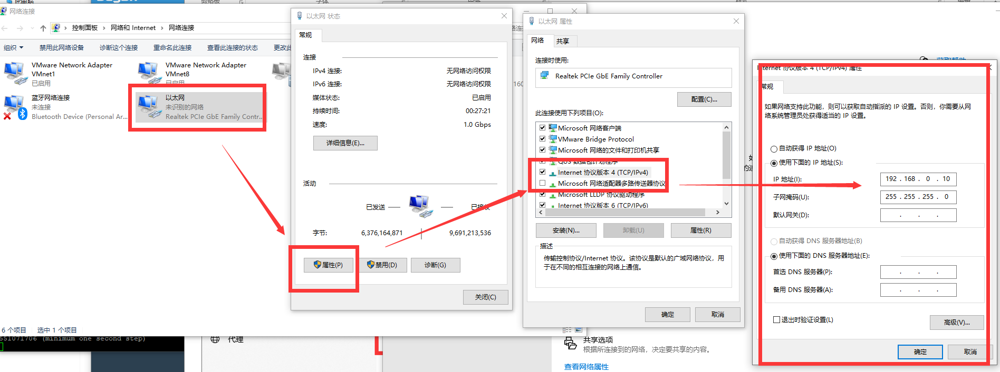 此电脑
网络连接
控制面板 › 网络和 Internet › 网络连接
组织
禁用此网络设备
诊断这个连接
重命名此连接
查看此连接的状态
更改此
VMware Network Adapter
VMnet1
已启用
VMware Network Adapter
VMnet8
已启用
蓝牙网络连接
未连接
Bluetooth Device (Personal Ar...
以太网
未识别的网络
Realtek PCIe GbE Family Contr...
6 个项目
选中 1 个项目
551071706 (minimum one second step)
代理
以太网 状态
常规
连接
IPv4 连接:
无网络访问权限
IPv6 连接:
无网络访问权限
媒体状态:
已启用
持续时间:
00:27:21
速度:
1.0 Gbps
详细信息(E)...
活动
已发送
已接收
字节:
6,376,164,871
9,691,213,536
属性(P)
禁用(D)
诊断(G)
关闭(C)
160
以太网 属性
网络
共享
连接时使用:
Realtek PCIe GbE Family Controller
配置(C)...
此连接使用下列项目(O):
Microsoft 网络客户端
VMware Bridge Protocol
Microsoft 网络的文件和打印机共享
QoS 数据包计划程序
Internet 协议版本 4 (TCP/IPv4)
Microsoft 网络适配器多路传送器协议
Microsoft LLDP 协议驱动程序
Internet 协议版本 6 (TCP/IPv6)
安装(N)...
卸载(U)
属性(R)
描述
传输控制协议/Internet 协议。该协议是默认的广域网络协议，用
于在不同的相互连接的网络上通信。
确定
取消
共享选项
根据所连接到的网络，决定要共享的内容。
查看网络属性
获取帮助
的连
Internet 协议版本 4 (TCP/IPv4) 属性
常规
如果网络支持此功能，则可以获取自动指派的 IP 设置。否则，你需要从网
络系统管理员处获得适当的 IP 设置。
自动获得 IP 地址(O)
使用下面的 IP 地址(S):
IP 地址(I):
192 . 168 . 0 . 10
子网掩码(U):
255 . 255 . 255 . 0
默认网关(D):
. . .
自动获得 DNS 服务器地址(B)
使用下面的 DNS 服务器地址(E):
首选 DNS 服务器(P):
. . .
备用 DNS 服务器(A):
. . .
退出时验证设置(L)
高级(V)...
确定
取消